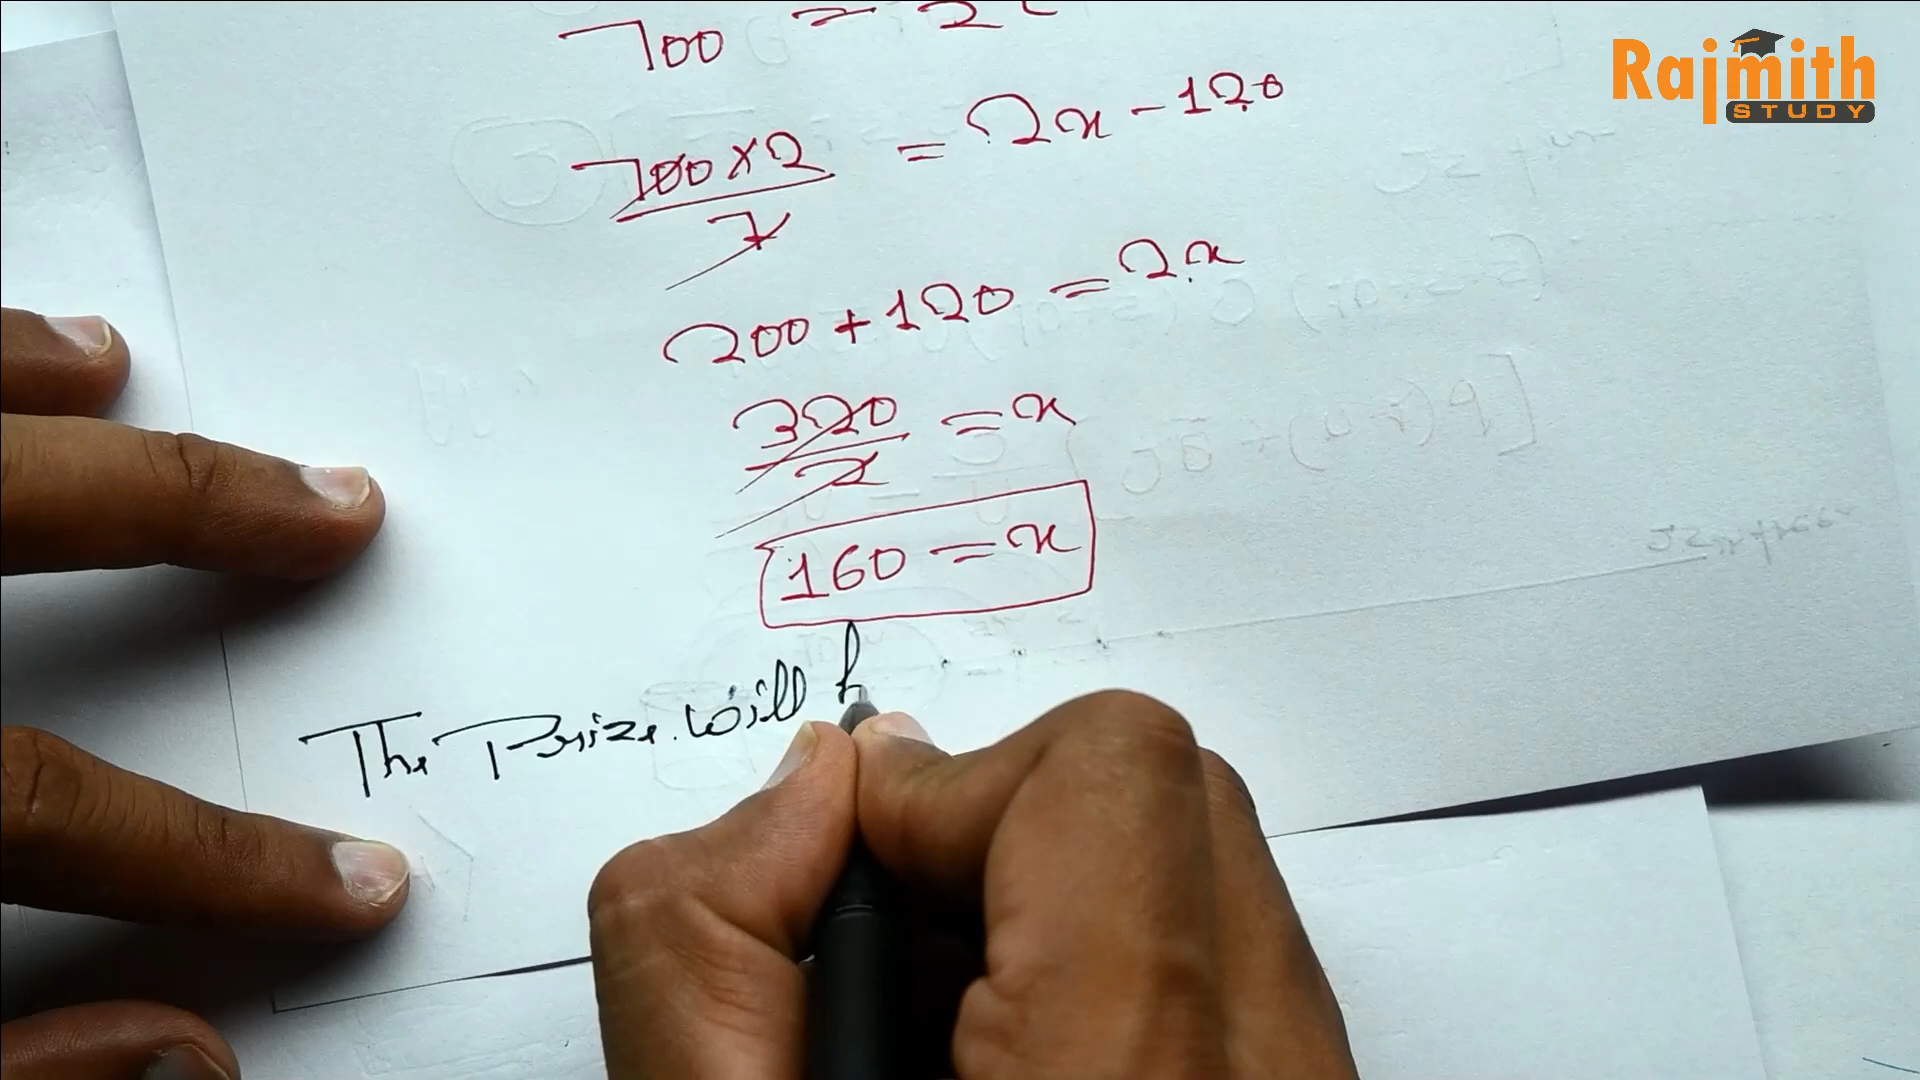 Rajmith
STUDY
700 =
700×2/7 = 2x - 120
200 + 120 = 2x
320/2 = x
160 = x
The Prize will